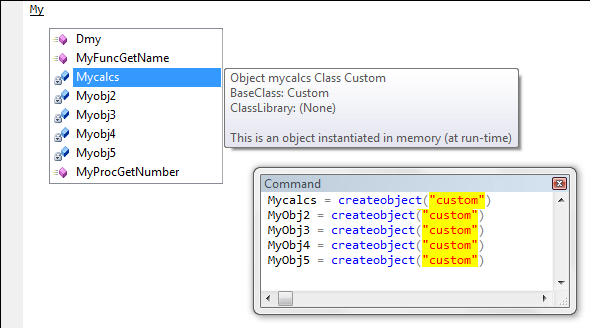 My
Dmy
MyFuncGetName
Mycalcs
Myobj2
Myobj3
Myobj4
Myobj5
MyProcGetNumber
Object mycalcs Class Custom
BaseClass: Custom
ClassLibrary: (None)
This is an object instantiated in memory (at run-time)
Command
Mycalcs = createobject("custom")
MyObj2 = createobject("custom")
MyObj3 = createobject("custom")
MyObj4 = createobject("custom")
MyObj5 = createobject("custom")